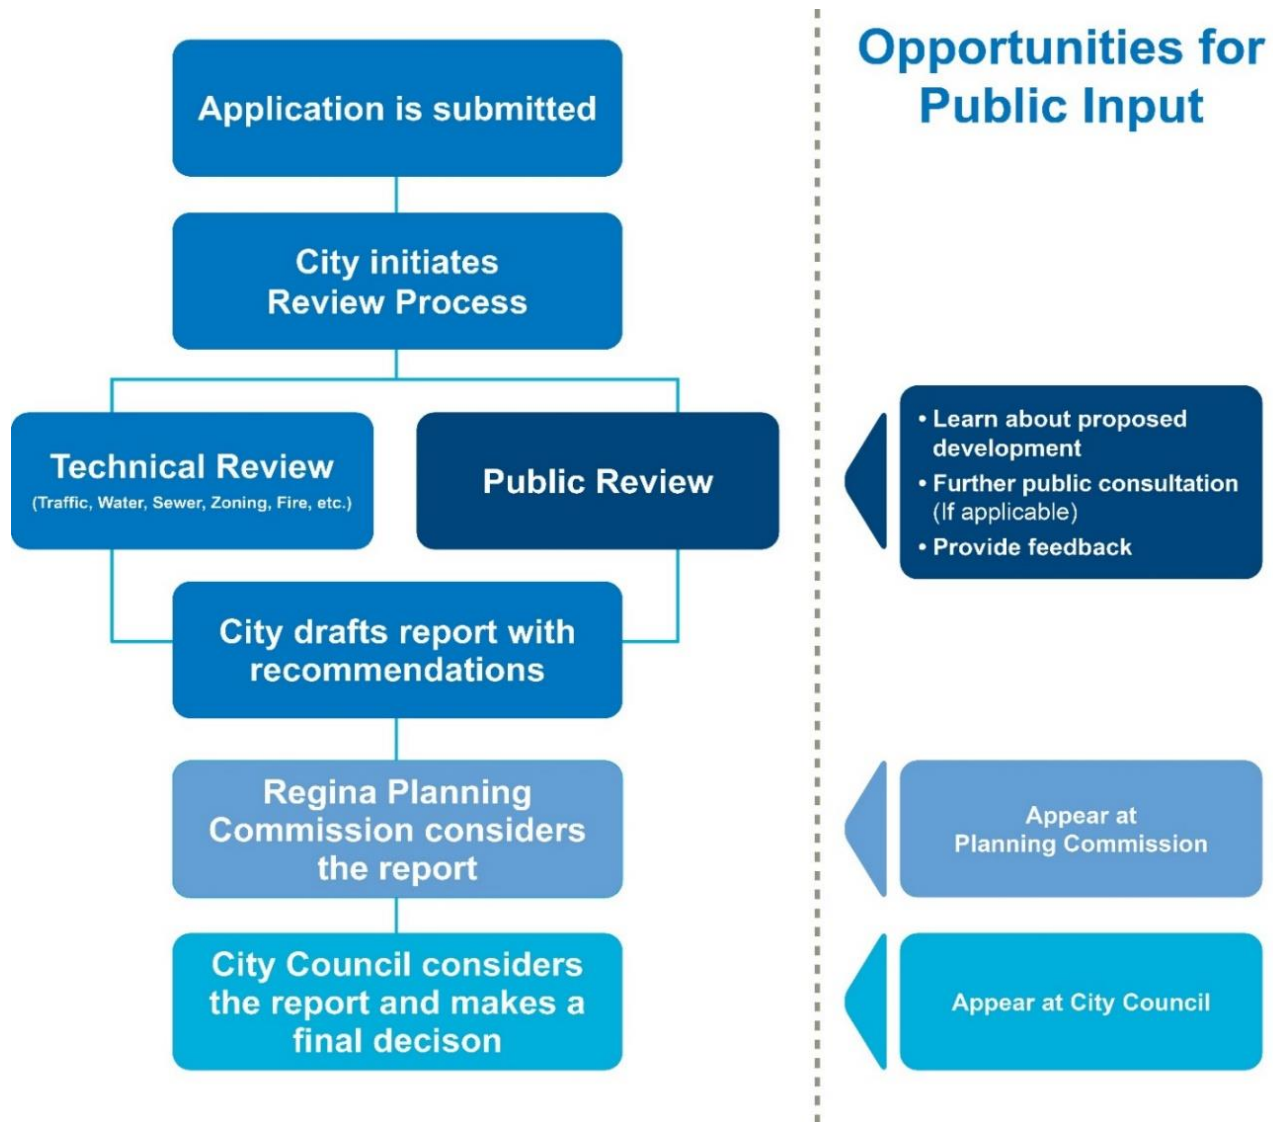 Application is submitted
City initiates
Review Process
Technical Review
(Traffic, Water, Sewer, Zoning, Fire, etc.)
Public Review
City drafts report with
recommendations
Regina Planning
Commission considers
the report
City Council considers
the report and makes a
final decison
Opportunities for
Public Input
• Learn about proposed
development
• Further public consultation
(If applicable)
• Provide feedback
Appear at
Planning Commission
Appear at City Council